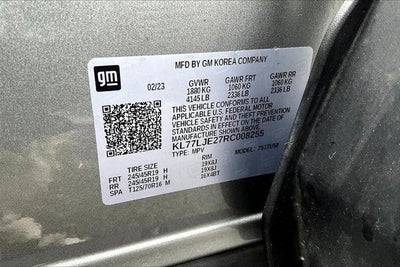 gm
MFD BY GM KOREA COMPANY
02/23 GVWR GAWR FRT GAWR RR
1880 KG 1060 KG 1060 KG
4145 LB 2336 LB 2336 LB
THIS VEHICLE CONFORMS TO ALL
APPLICABLE U.S. FEDERAL MOTOR
VEHICLE SAFETY AND THEFT
PREVENTION STANDARDS IN
EFFECT ON THE DATE OF
MANUFACTURE SHOWN ABOVE.
KL77LJE27RC008255
TYPE: MPV MODEL:
TIRE SIZE RIM
FRT 245/45R19 H 19X8J
RR 245/45R19 H 19X8J
SPA T125/70R16 M 16X4BT